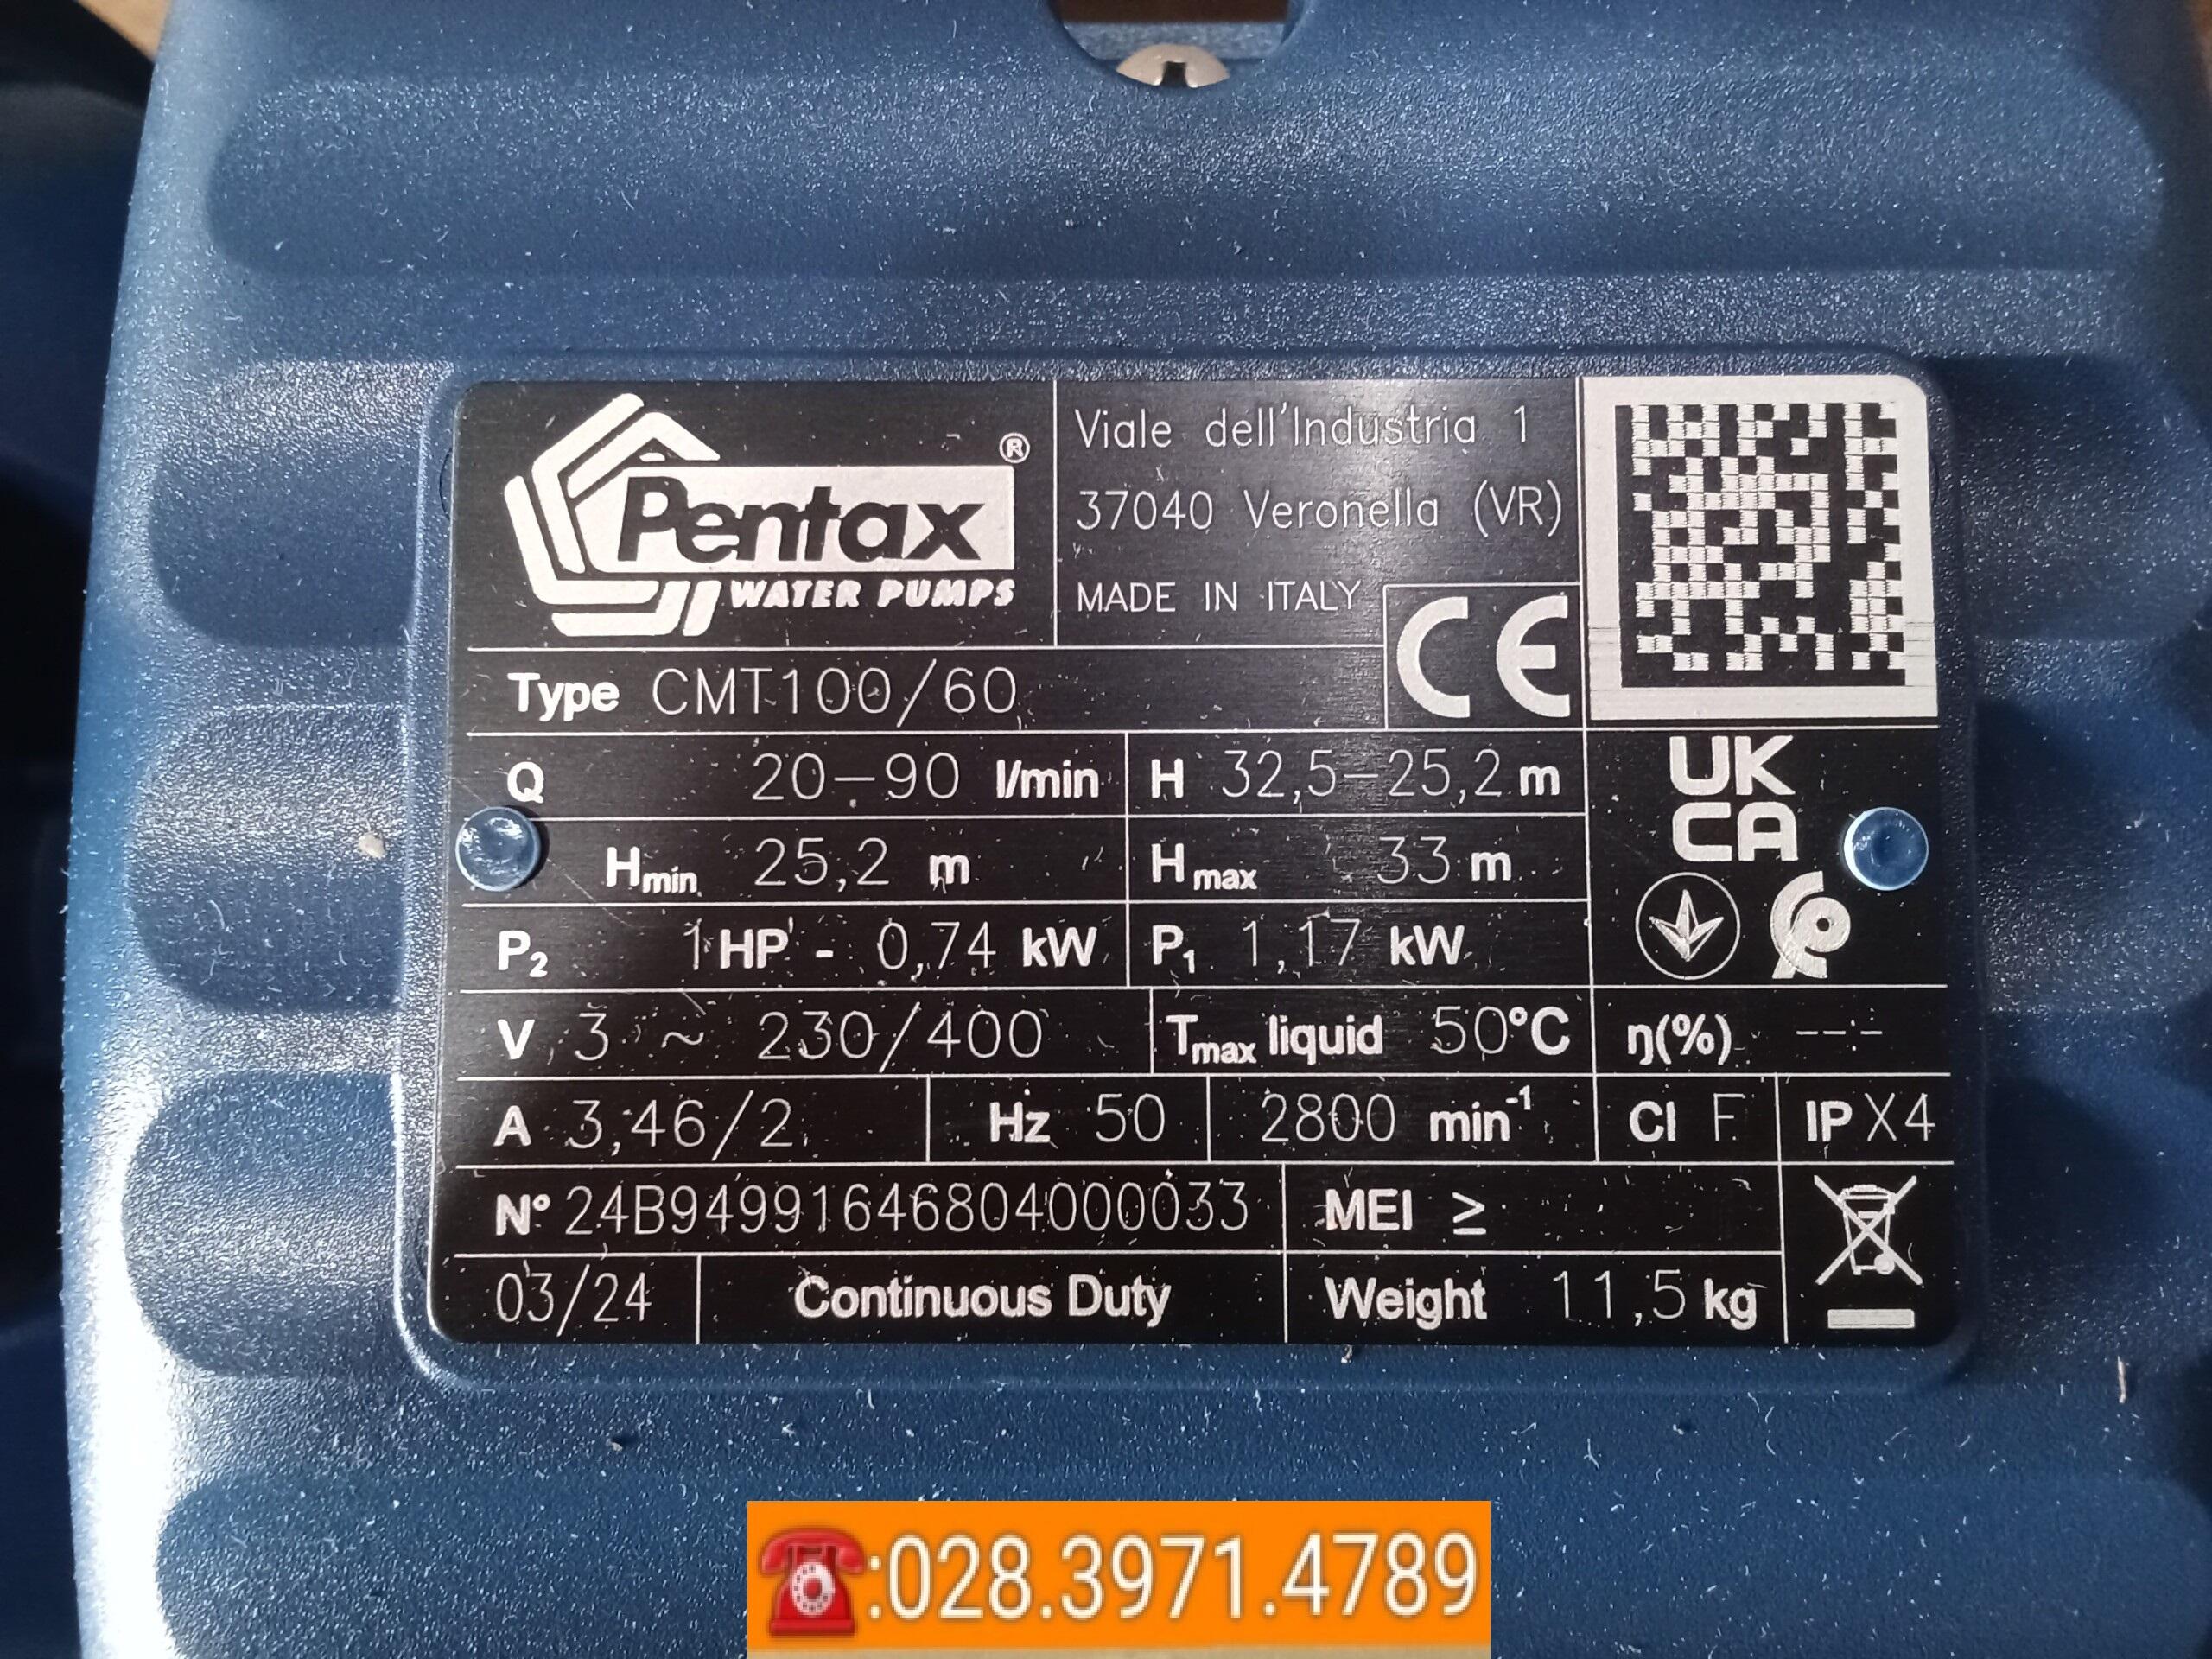 Pentax ®
WATER PUMPS
Viale dell'Industria 1
37040 Veronella (VR)
MADE IN ITALY
CE
Type CMT100/60
Q 20-90 l/min H 32,5-25,2 m
UK
CA
Hmin 25,2 m Hmax 33 m
P2 1 HP - 0,74 kW P1 1,17 kW
V 3 ~ 230/400 Tmax liquid 50°C η(%) --.-
A 3,46/2 Hz 50 2800 min-1 Cl F IP X4
N° 24B94991646804000033 MEI ≥
03/24 Continuous Duty Weight 11,5 kg
☎:028.3971.4789